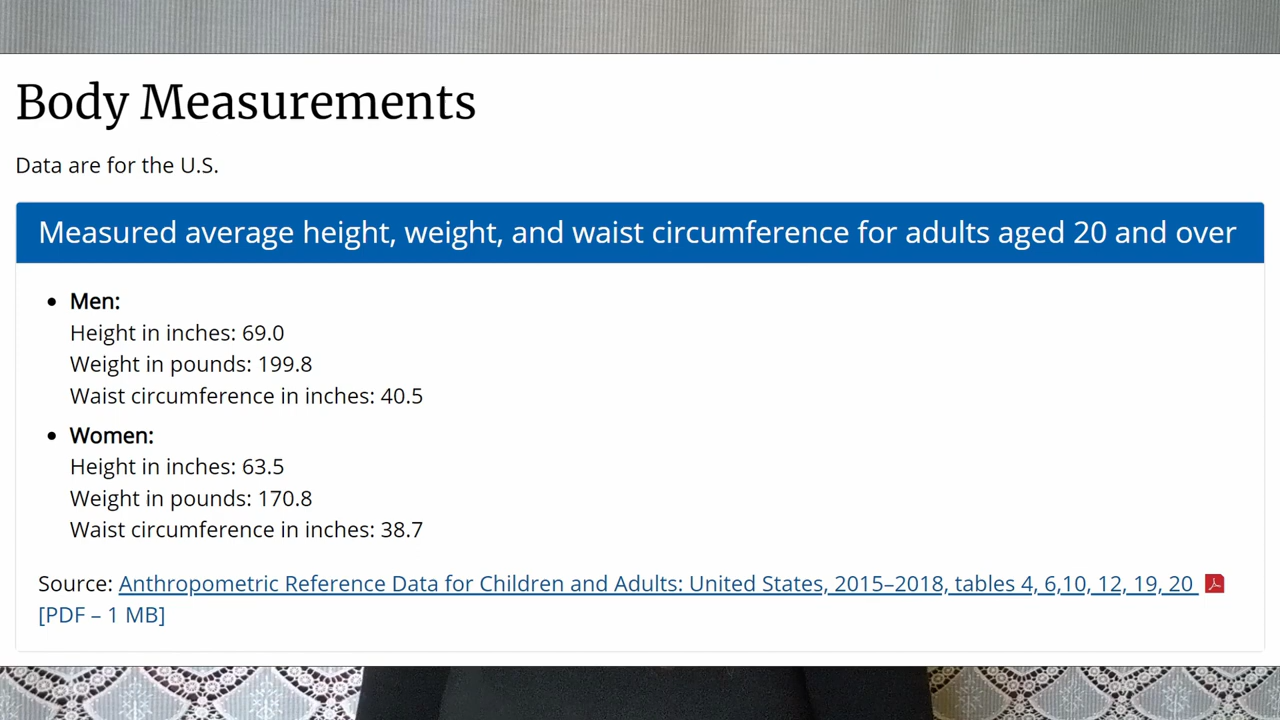 Body Measurements
Data are for the U.S.
Measured average height, weight, and waist circumference for adults aged 20 and over
Men:
Height in inches: 69.0
Weight in pounds: 199.8
Waist circumference in inches: 40.5
Women:
Height in inches: 63.5
Weight in pounds: 170.8
Waist circumference in inches: 38.7
Source: Anthropometric Reference Data for Children and Adults: United States, 2015–2018, tables 4, 6,10, 12, 19, 20
[PDF – 1 MB]